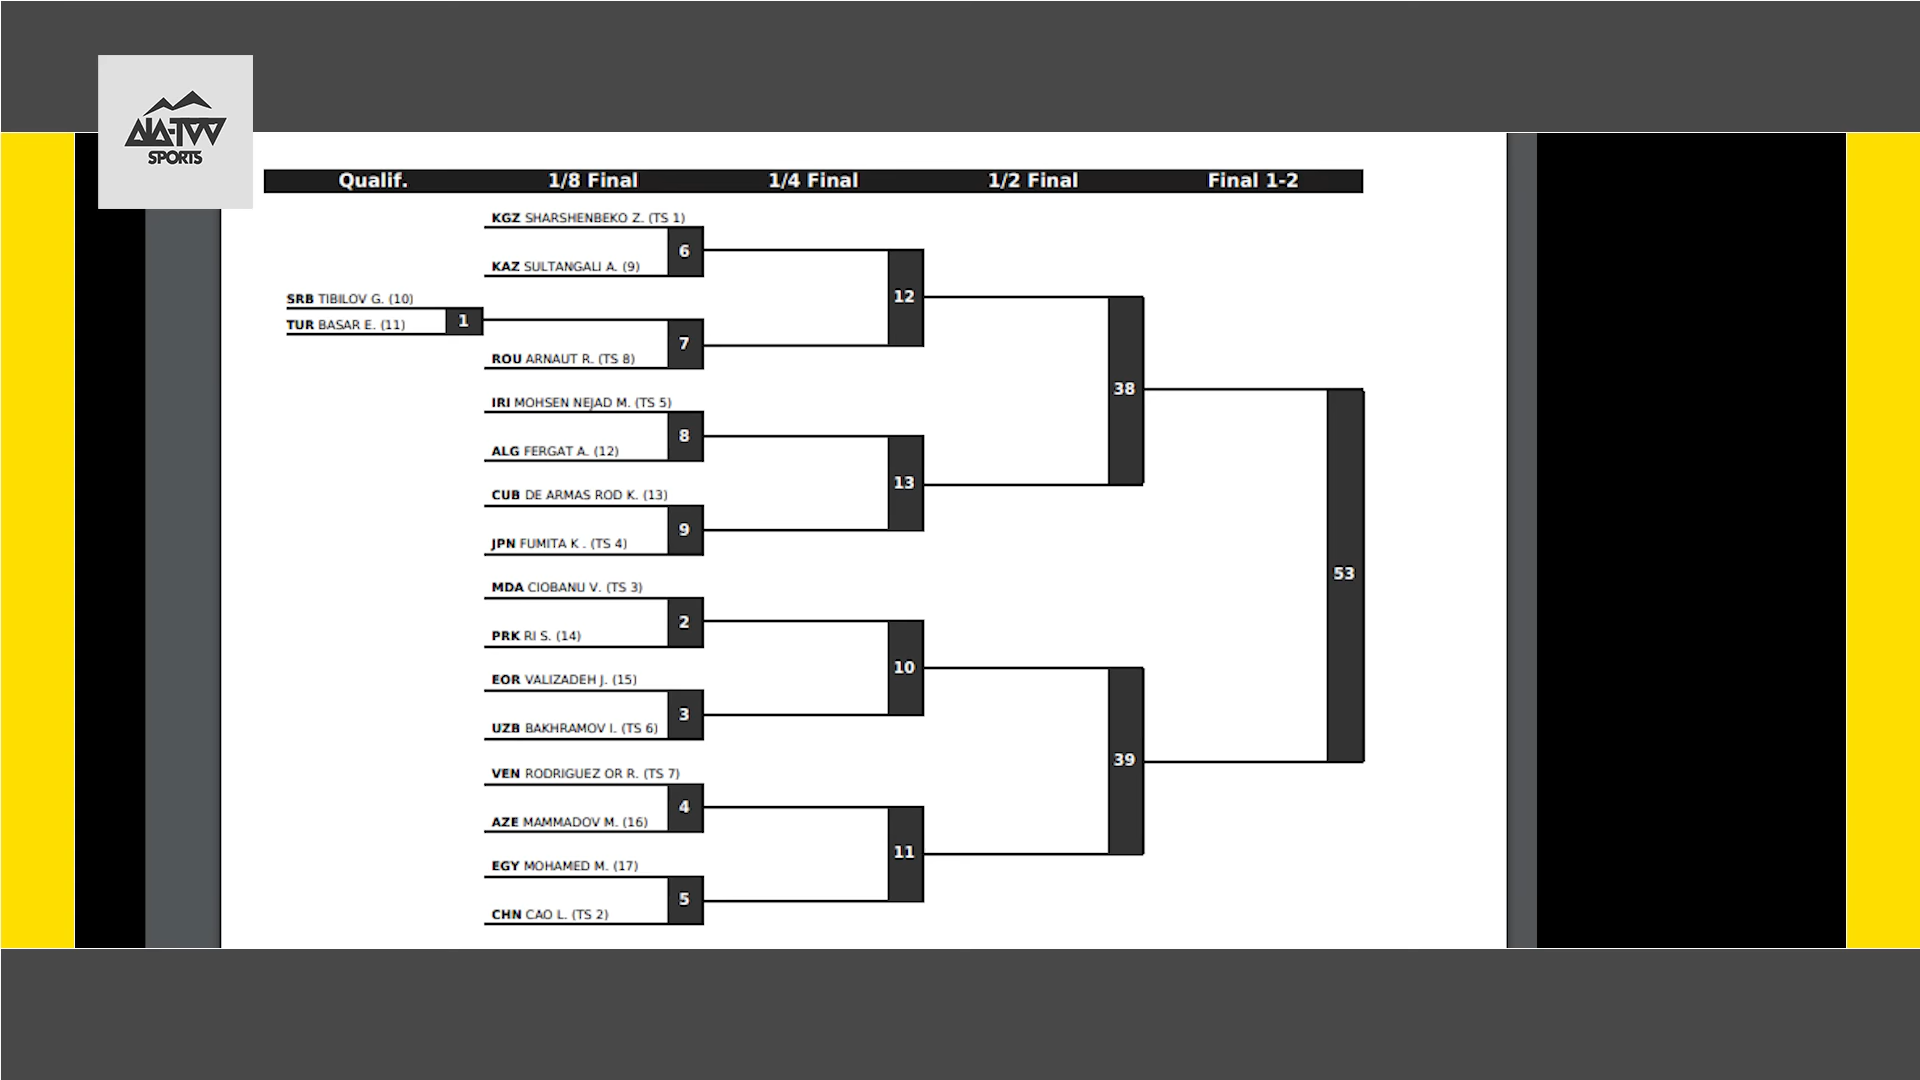 ALA-TOO
SPORTS
Qualif. 1/8 Final 1/4 Final 1/2 Final Final 1-2
KGZ SHARSHENBEKO Z. (TS 1)
6
KAZ SULTANGALI A. (9)
12
SRB TIBILOV G. (10)
1
TUR BASAR E. (11)
7
ROU ARNAUT R. (TS 8)
38
IRI MOHSEN NEJAD M. (TS 5)
8
ALG FERGAT A. (12)
13
CUB DE ARMAS ROD K. (13)
9
JPN FUMITA K . (TS 4)
53
MDA CIOBANU V. (TS 3)
2
PRK RI S. (14)
10
EOR VALIZADEH J. (15)
3
UZB BAKHRAMOV I. (TS 6)
39
VEN RODRIGUEZ OR R. (TS 7)
4
AZE MAMMADOV M. (16)
11
EGY MOHAMED M. (17)
5
CHN CAO L. (TS 2)